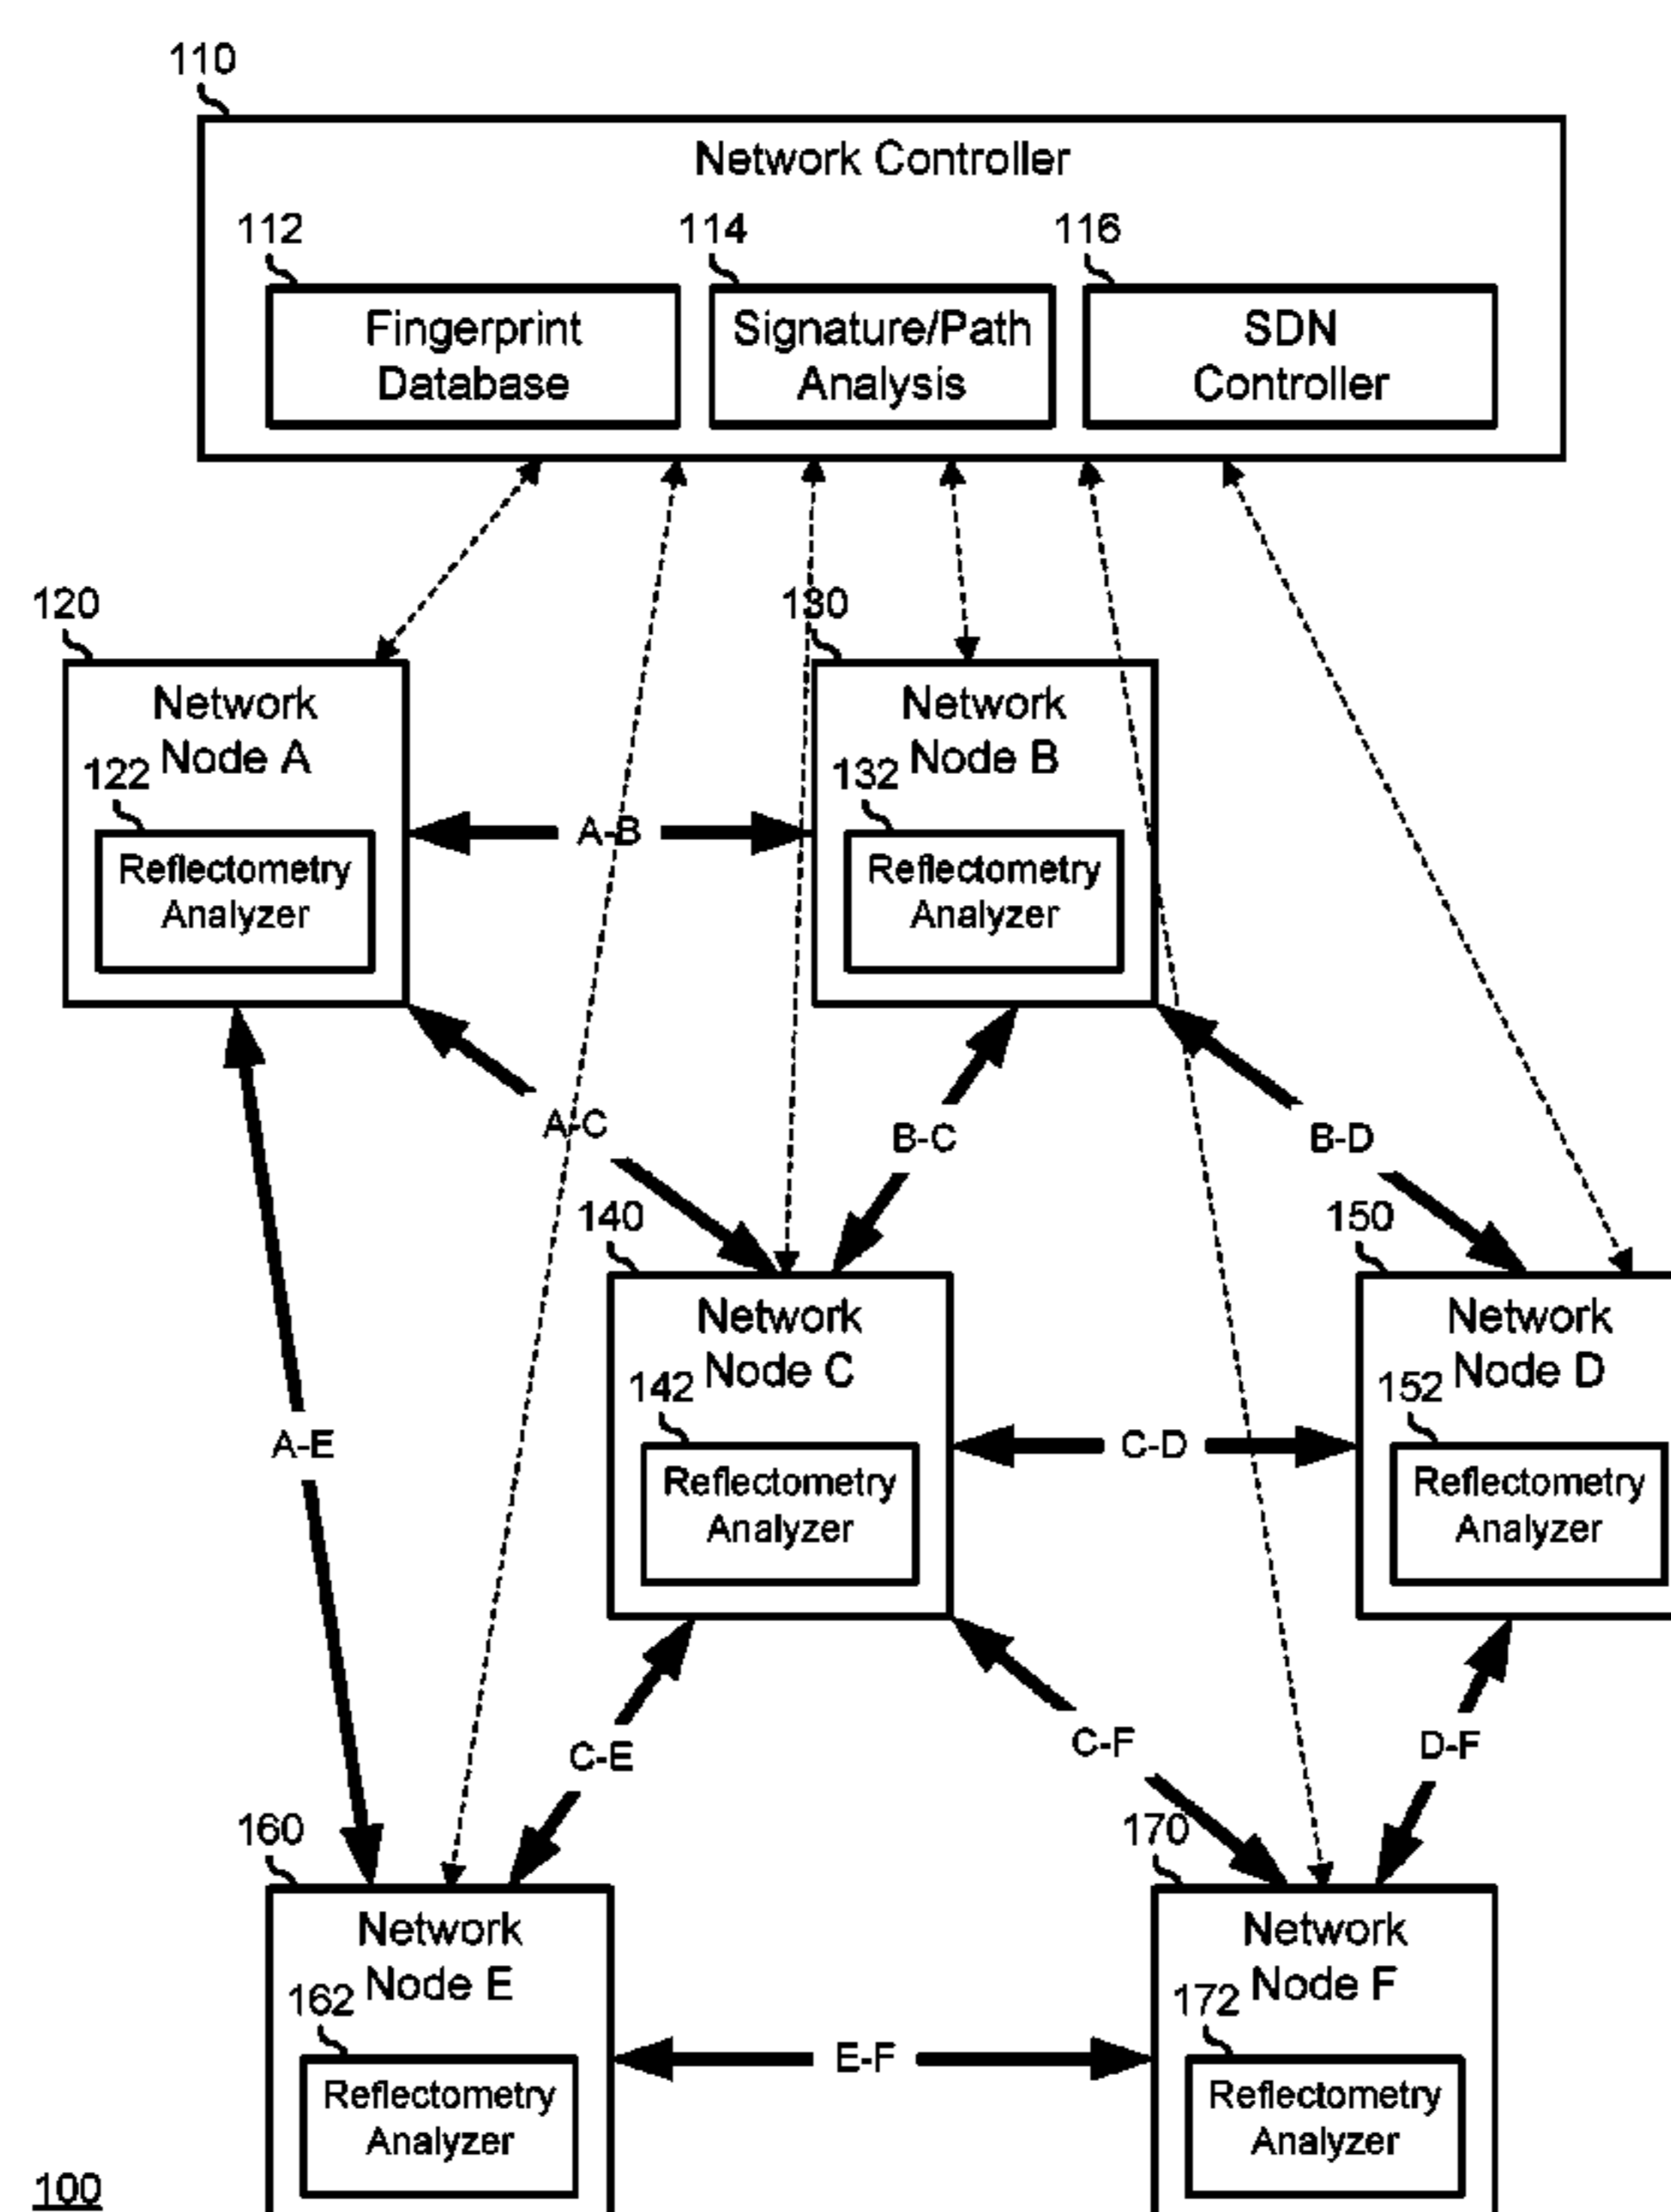 110
Network Controller
112
114
116
Fingerprint
Database
Signature/Path
Analysis
SDN
Controller
120
130
Network
Node A
122
Reflectometry
Analyzer
A-B
Network
Node B
132
Reflectometry
Analyzer
A-C
B-C
B-D
140
150
Network
Node C
142
Reflectometry
Analyzer
A-E
C-D
Network
Node D
152
Reflectometry
Analyzer
C-E
C-F
D-F
160
170
Network
Node E
162
Reflectometry
Analyzer
E-F
Network
Node F
172
Reflectometry
Analyzer
100